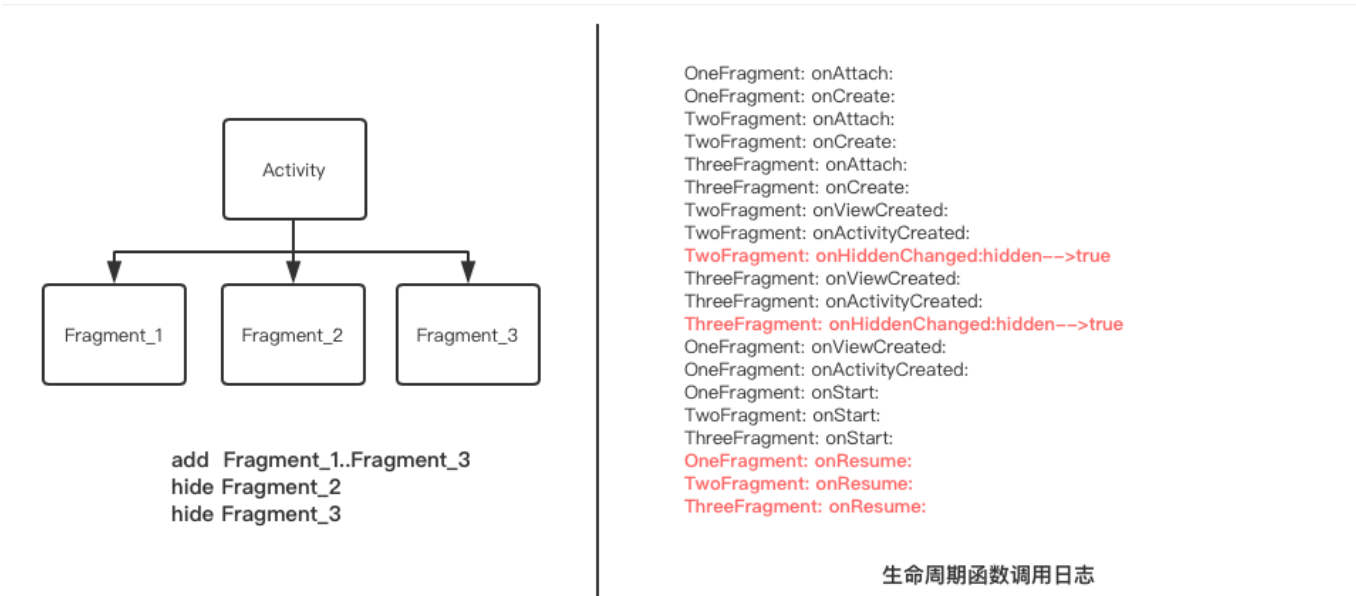 Activity
Fragment_1
Fragment_2
Fragment_3
add Fragment_1..Fragment_3
hide Fragment_2
hide Fragment_3
OneFragment: onAttach:
OneFragment: onCreate:
TwoFragment: onAttach:
TwoFragment: onCreate:
ThreeFragment: onAttach:
ThreeFragment: onCreate:
TwoFragment: onViewCreated:
TwoFragment: onActivityCreated:
TwoFragment: onHiddenChanged:hidden-->true
ThreeFragment: onViewCreated:
ThreeFragment: onActivityCreated:
ThreeFragment: onHiddenChanged:hidden-->true
OneFragment: onViewCreated:
OneFragment: onActivityCreated:
OneFragment: onStart:
TwoFragment: onStart:
ThreeFragment: onStart:
OneFragment: onResume:
TwoFragment: onResume:
ThreeFragment: onResume:
生命周期函数调用日志